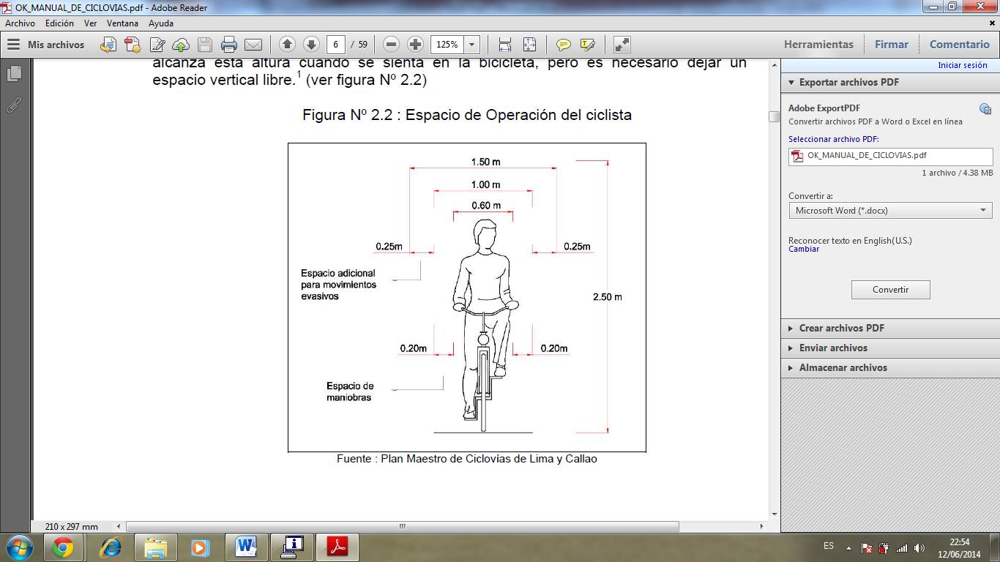 OK_MANUAL_DE_CICLOVIAS.pdf - Adobe Reader
Archivo Edición Ver Ventana Ayuda
Mis archivos 6 / 59 125% Herramientas Firmar Comentario
alcanza esta altura cuando se sienta en la bicicleta, pero es necesario dejar un
espacio vertical libre.1 (ver figura Nº 2.2)
Figura Nº 2.2 : Espacio de Operación del ciclista
1.50 m
1.00 m
0.60 m
0.25m 0.25m
Espacio adicional
para movimientos
evasivos
2.50 m
0.20m 0.20m
Espacio de
maniobras
Fuente : Plan Maestro de Ciclovías de Lima y Callao
210 x 297 mm
Iniciar sesión
Exportar archivos PDF
Adobe ExportPDF
Convertir archivos PDF a Word o Excel en línea
Seleccionar archivo PDF:
OK_MANUAL_DE_CICLOVIAS.pdf
1 archivo / 4.38 MB
Convertir a:
Microsoft Word (*.docx)
Reconocer texto en English(U.S.)
Cambiar
Convertir
Crear archivos PDF
Enviar archivos
Almacenar archivos
ES 22:54
12/06/2014